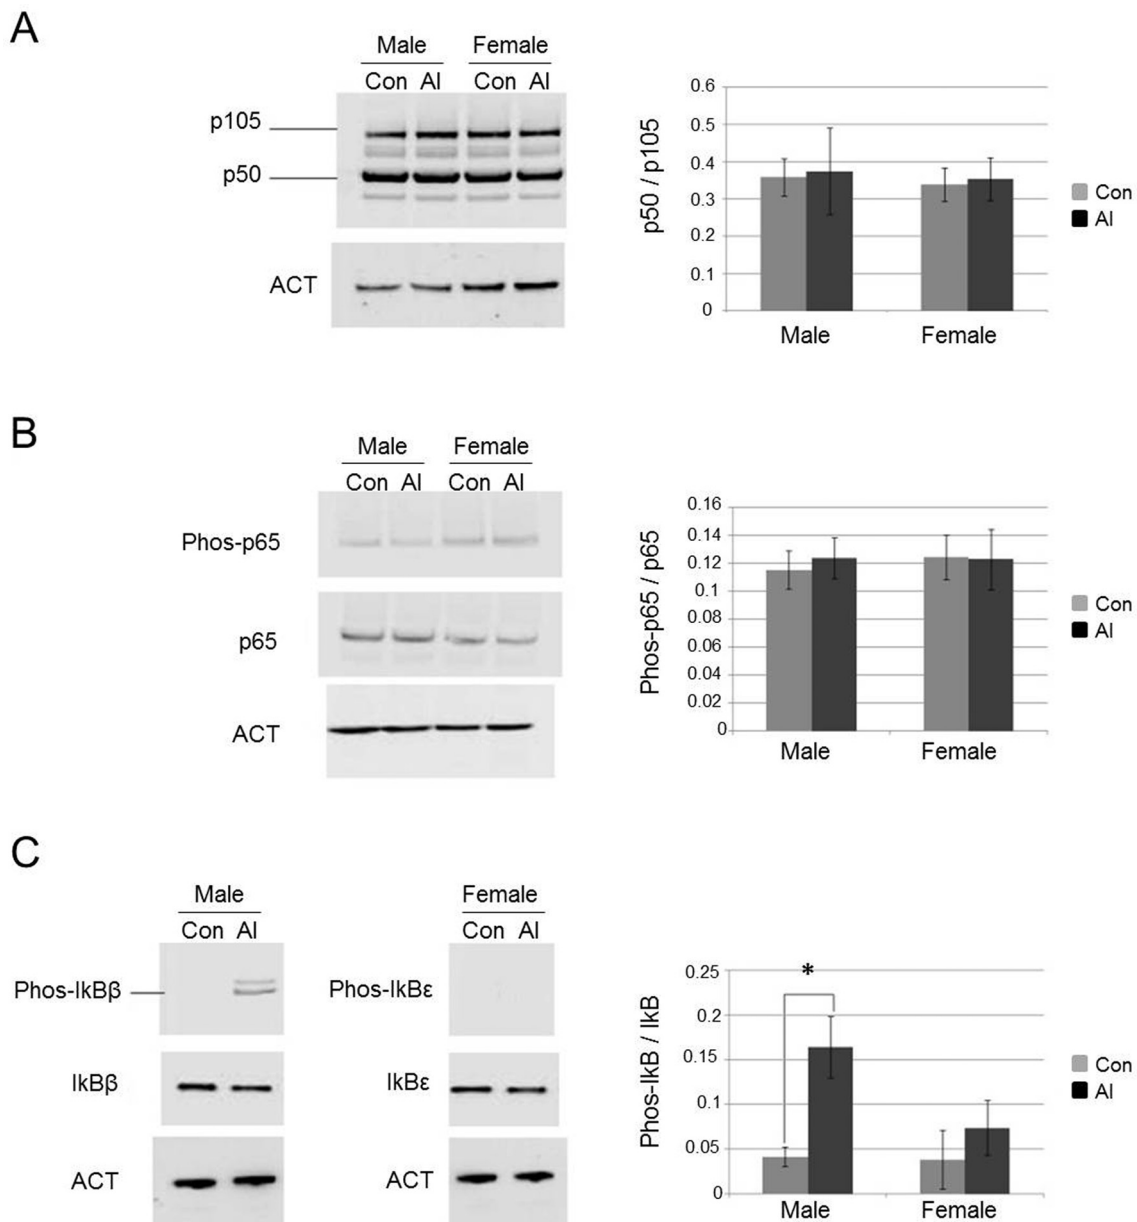 A
Male Female
Con Al Con Al
p105
p50
ACT
p50 / p105
0.6
0.5
0.4
0.3
0.2
0.1
0
Male Female
Con
Al
B
Male Female
Con Al Con Al
Phos-p65
p65
ACT
Phos-p65 / p65
0.16
0.14
0.12
0.1
0.08
0.06
0.04
0.02
0
Male Female
Con
Al
C
Male
Con Al
Phos-IkBβ
IkBβ
ACT
Female
Con Al
Phos-IkBε
IkBε
ACT
Phos-IkB / IkB
0.25
0.2
0.15
0.1
0.05
0
*
Male Female
Con
Al